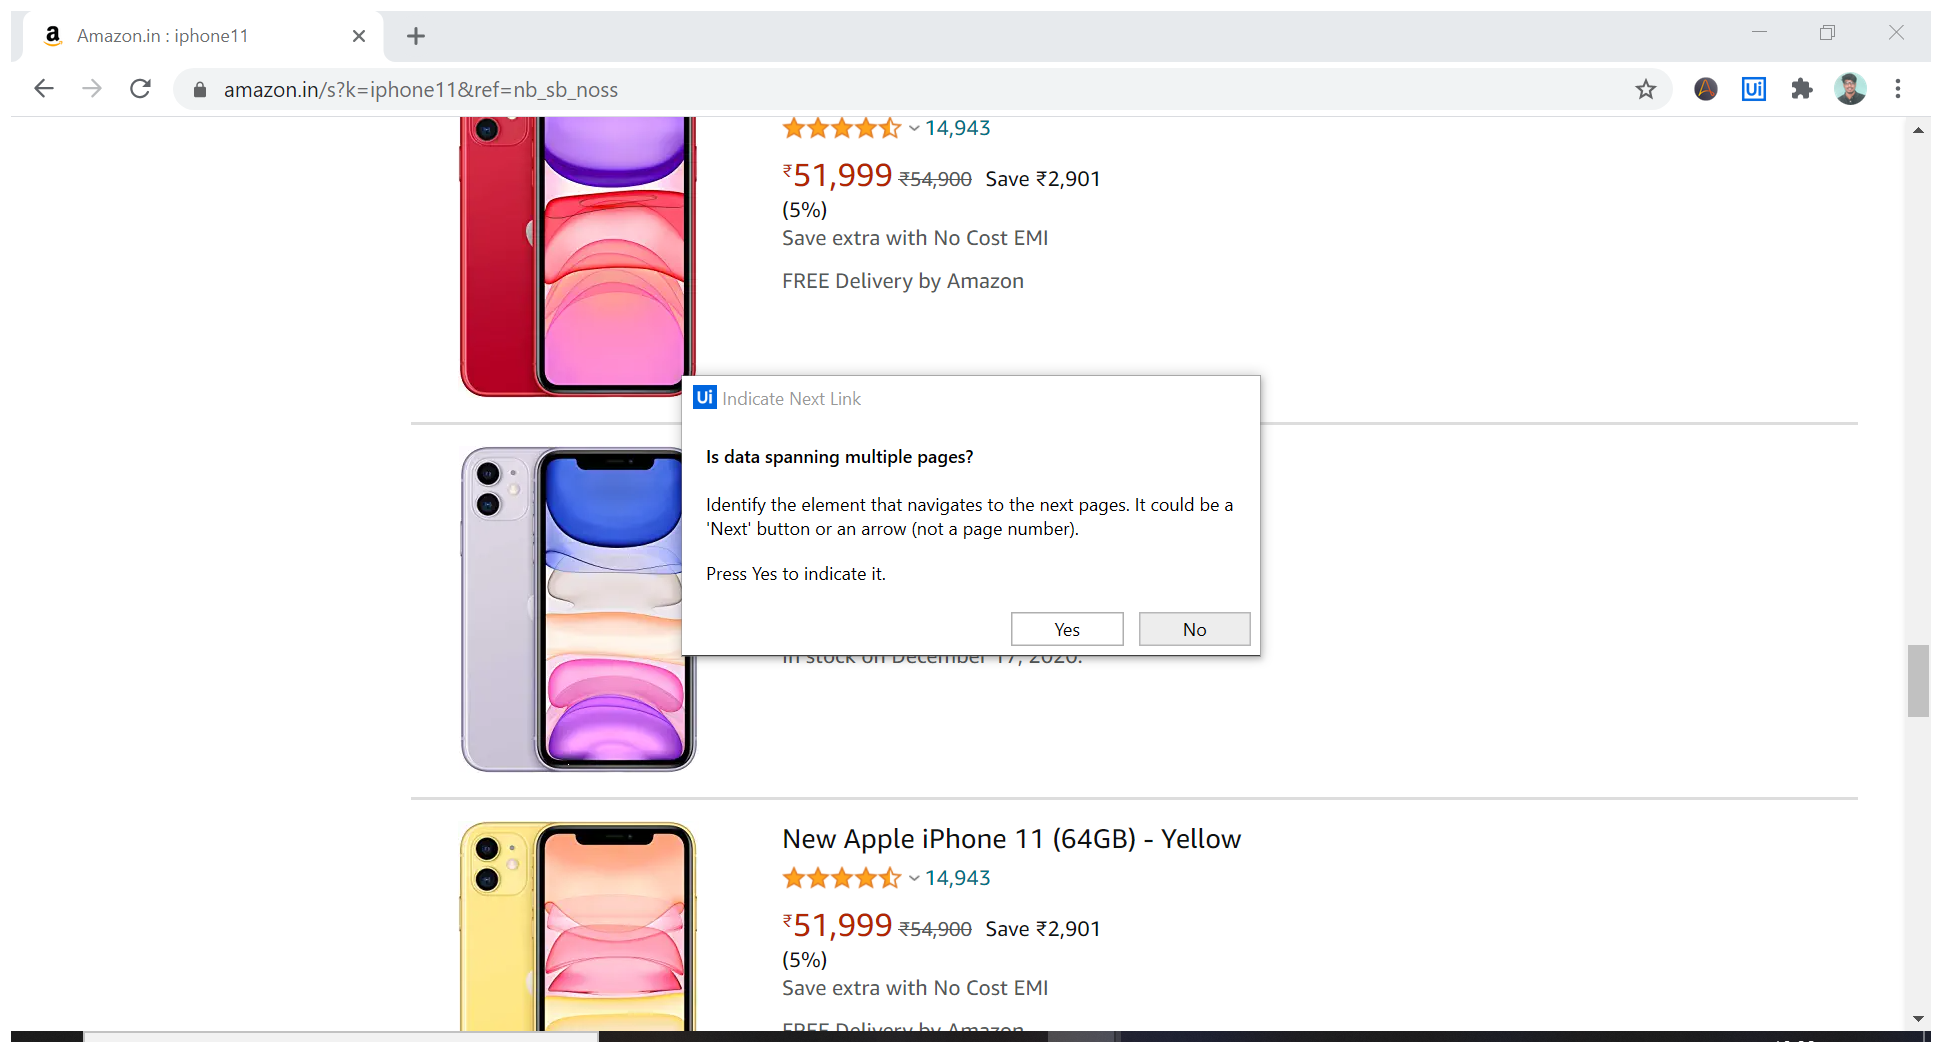 Amazon.in : iphone11
amazon.in/s?k=iphone11&ref=nb_sb_noss
Ui
14,943
₹51,999 ₹54,900 Save ₹2,901
(5%)
Save extra with No Cost EMI
FREE Delivery by Amazon
Ui Indicate Next Link
Is data spanning multiple pages?
Identify the element that navigates to the next pages. It could be a
'Next' button or an arrow (not a page number).
Press Yes to indicate it.
Yes No
In stock on December 17, 2020.
New Apple iPhone 11 (64GB) - Yellow
14,943
₹51,999 ₹54,900 Save ₹2,901
(5%)
Save extra with No Cost EMI
FREE Delivery by Amazon